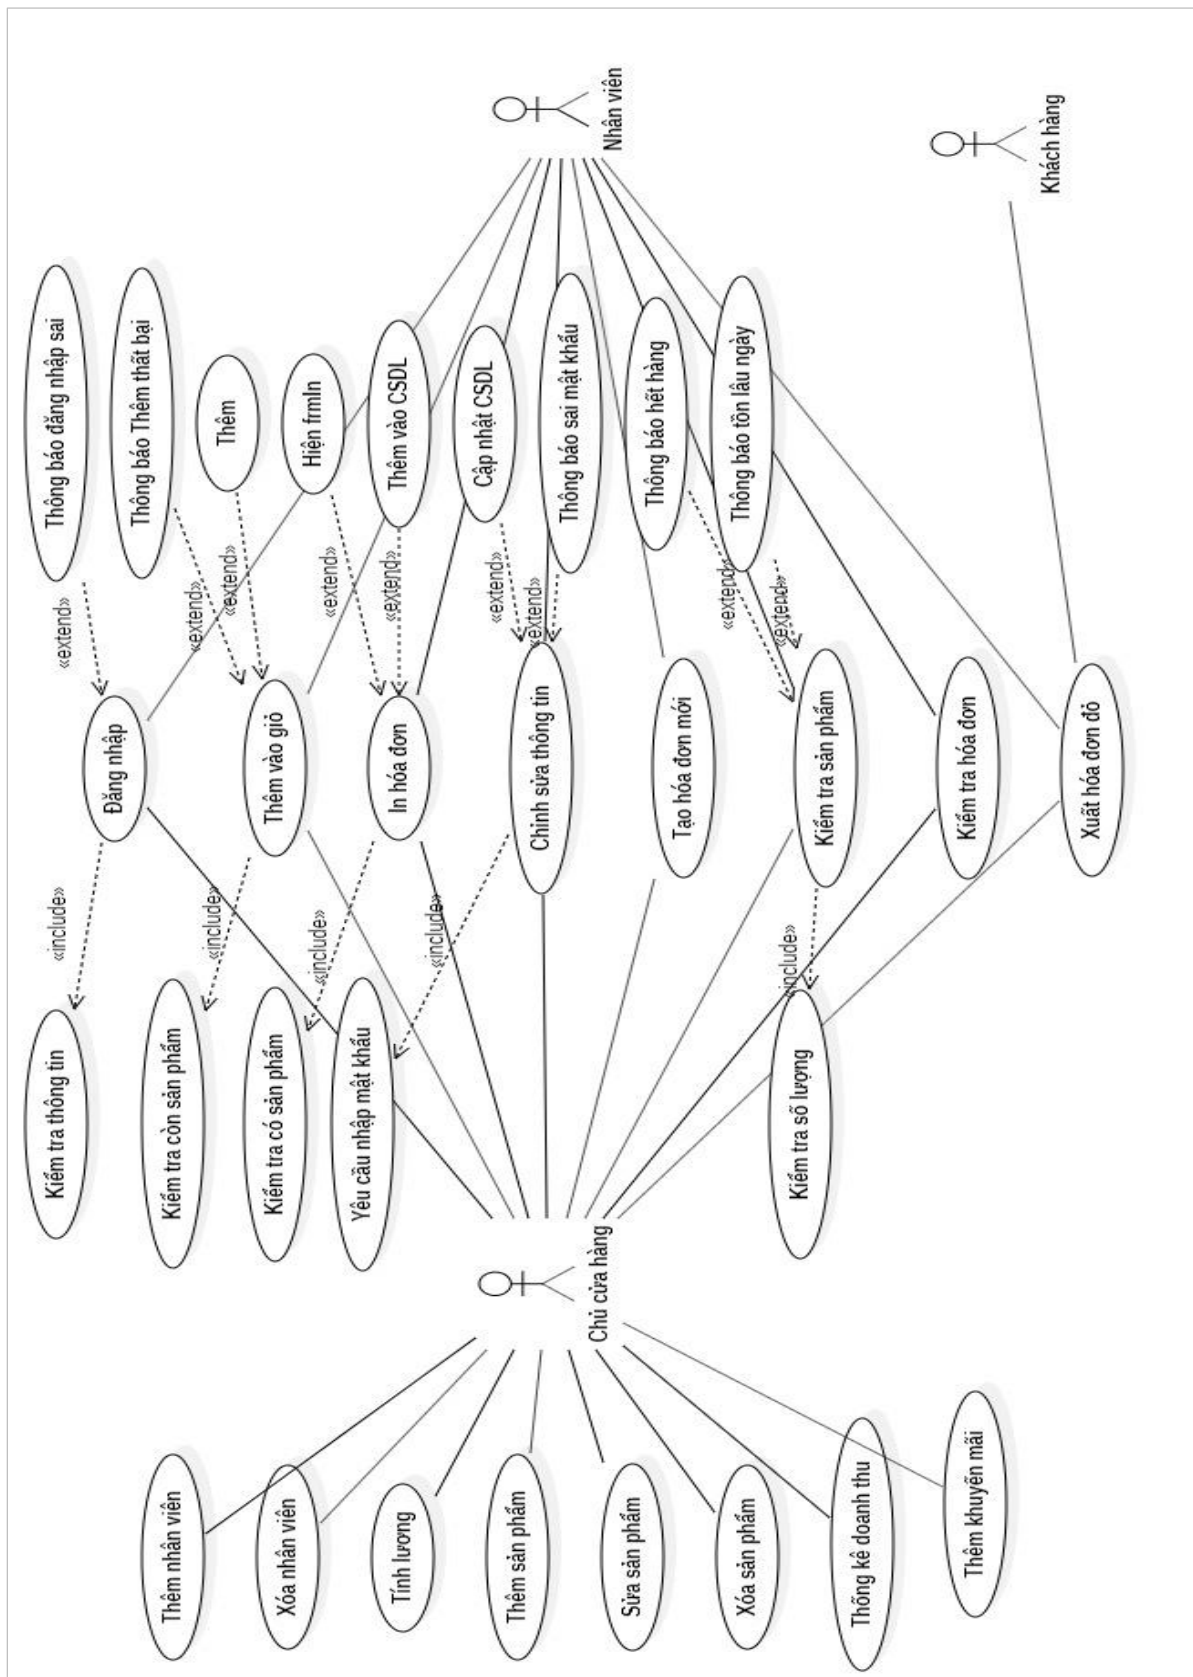 Thêm nhân viên
Xóa nhân viên
Tính lương
Thêm sản phẩm
Sửa sản phẩm
Xóa sản phẩm
Thống kê doanh thu
Thêm khuyến mãi
Chủ cửa hàng
Kiểm tra thông tin
Kiểm tra còn sản phẩm
Kiểm tra có sản phẩm
Yêu cầu nhập mật khẩu
Kiểm tra số lượng
«include»
«include»
«include»
«include»
«include»
Đăng nhập
Thêm vào giỏ
In hóa đơn
Chỉnh sửa thông tin
Tạo hóa đơn mới
Kiểm tra sản phẩm
Kiểm tra hóa đơn
Xuất hóa đơn đỏ
«extend»
«extend»
«extend»
«extend»
«extend»
«extend»
«extend»
«extend»
«extend»
Thông báo đăng nhập sai
Thông báo Thêm thất bại
Thêm
Hiện frmIn
Thêm vào CSDL
Cập nhật CSDL
Thông báo sai mật khẩu
Thông báo hết hàng
Thông báo tồn lâu ngày
Nhân viên
Khách hàng